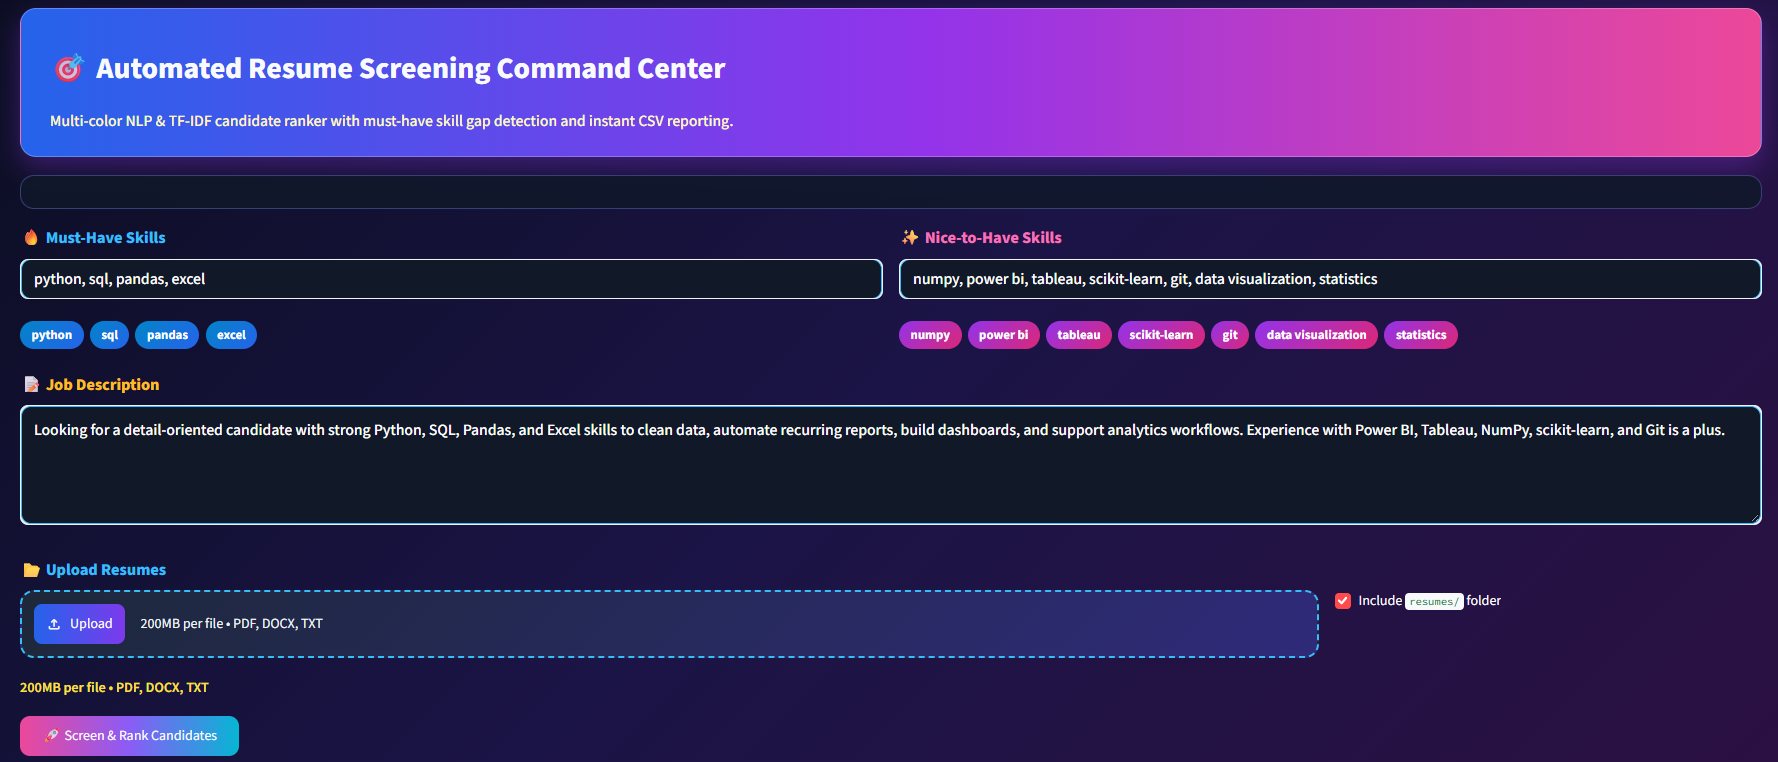 Automated Resume Screening Command Center
Multi-color NLP & TF-IDF candidate ranker with must-have skill gap detection and instant CSV reporting.
Must-Have Skills
python, sql, pandas, excel
python sql pandas excel
Nice-to-Have Skills
numpy, power bi, tableau, scikit-learn, git, data visualization, statistics
numpy power bi tableau scikit-learn git data visualization statistics
Job Description
Looking for a detail-oriented candidate with strong Python, SQL, Pandas, and Excel skills to clean data, automate recurring reports, build dashboards, and support analytics workflows. Experience with Power BI, Tableau, NumPy, scikit-learn, and Git is a plus.
Upload Resumes
Upload 200MB per file • PDF, DOCX, TXT
Include resumes/ folder
200MB per file • PDF, DOCX, TXT
Screen & Rank Candidates